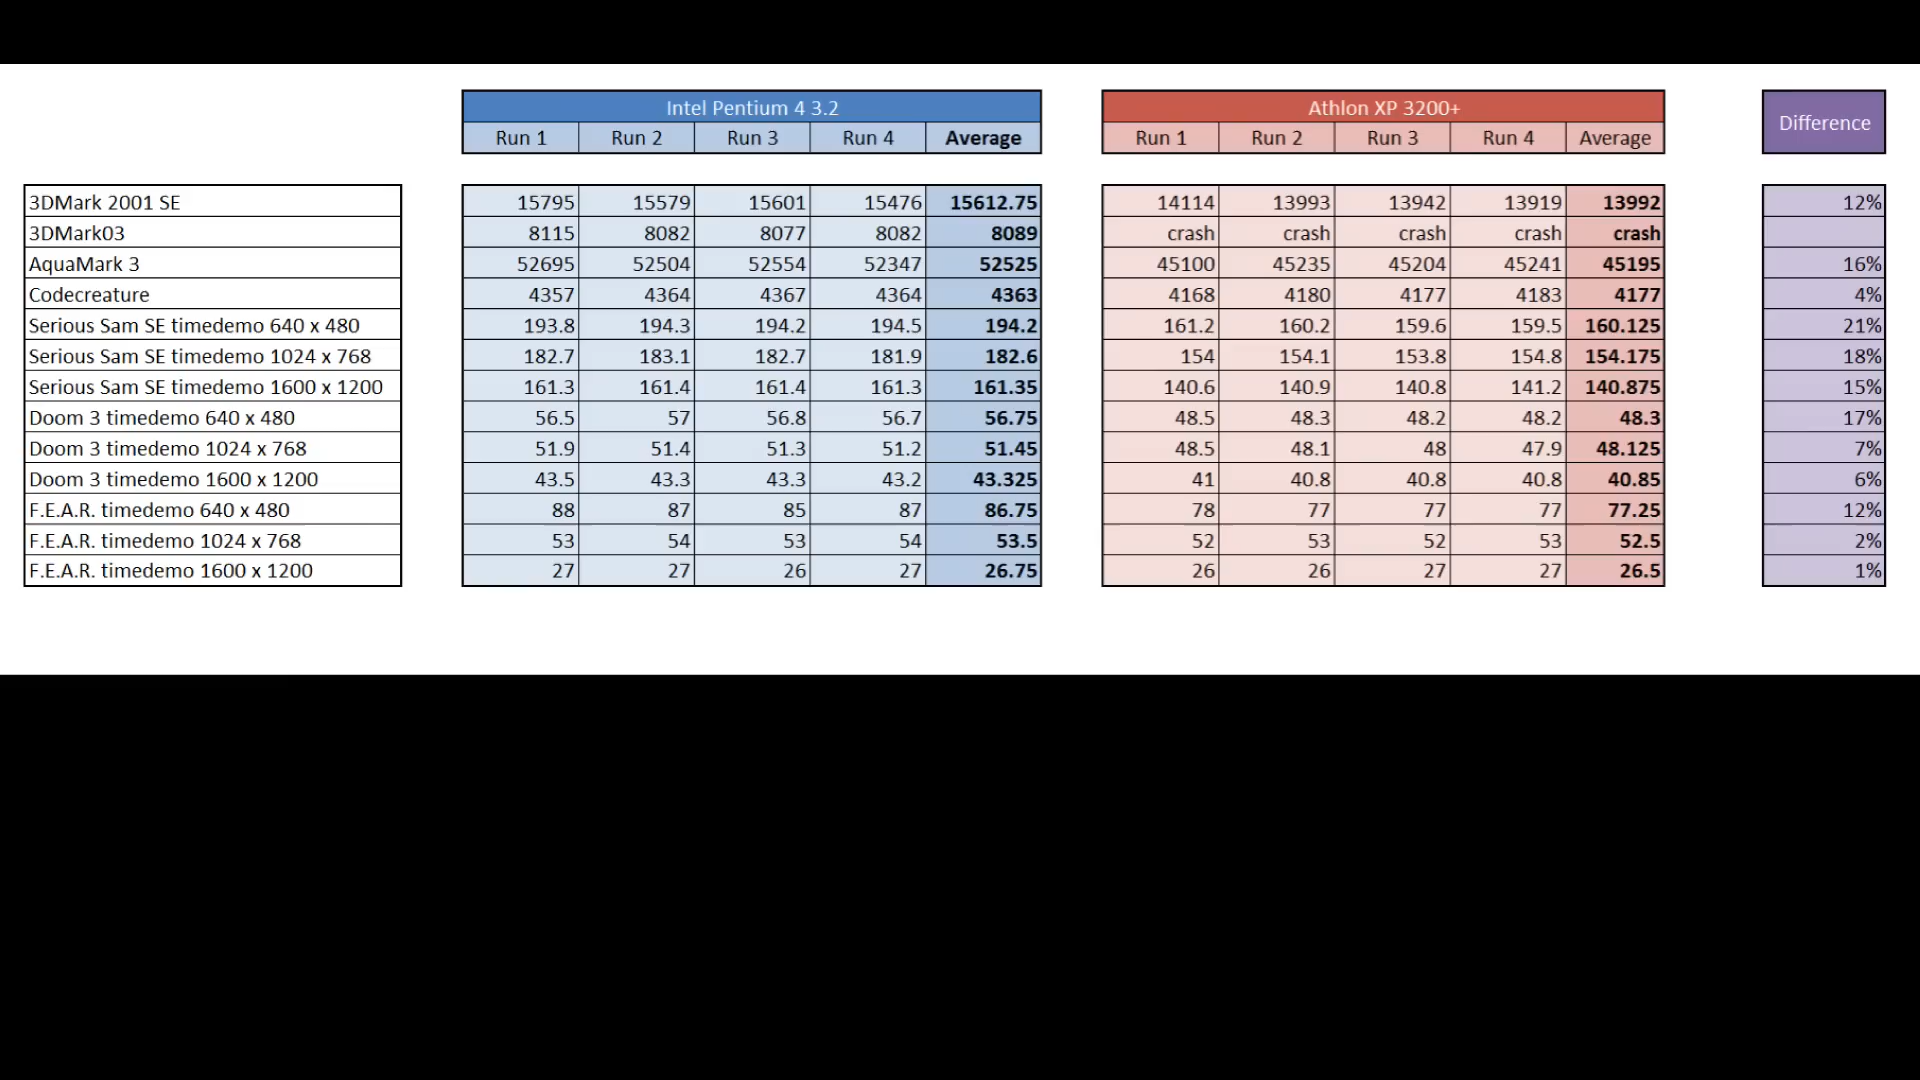 Intel Pentium 4 3.2 Athlon XP 3200+ Difference
Run 1 Run 2 Run 3 Run 4 Average Run 1 Run 2 Run 3 Run 4 Average
3DMark 2001 SE 15795 15579 15601 15476 15612.75 14114 13993 13942 13919 13992 12%
3DMark03 8115 8082 8077 8082 8089 crash crash crash crash crash
AquaMark 3 52695 52504 52554 52347 52525 45100 45235 45204 45241 45195 16%
Codecreature 4357 4364 4367 4364 4363 4168 4180 4177 4183 4177 4%
Serious Sam SE timedemo 640 x 480 193.8 194.3 194.2 194.5 194.2 161.2 160.2 159.6 159.5 160.125 21%
Serious Sam SE timedemo 1024 x 768 182.7 183.1 182.7 181.9 182.6 154 154.1 153.8 154.8 154.175 18%
Serious Sam SE timedemo 1600 x 1200 161.3 161.4 161.4 161.3 161.35 140.6 140.9 140.8 141.2 140.875 15%
Doom 3 timedemo 640 x 480 56.5 57 56.8 56.7 56.75 48.5 48.3 48.2 48.2 48.3 17%
Doom 3 timedemo 1024 x 768 51.9 51.4 51.3 51.2 51.45 48.5 48.1 48 47.9 48.125 7%
Doom 3 timedemo 1600 x 1200 43.5 43.3 43.3 43.2 43.325 41 40.8 40.8 40.8 40.85 6%
F.E.A.R. timedemo 640 x 480 88 87 85 87 86.75 78 77 77 77 77.25 12%
F.E.A.R. timedemo 1024 x 768 53 54 53 54 53.5 52 53 52 53 52.5 2%
F.E.A.R. timedemo 1600 x 1200 27 27 26 27 26.75 26 26 27 27 26.5 1%